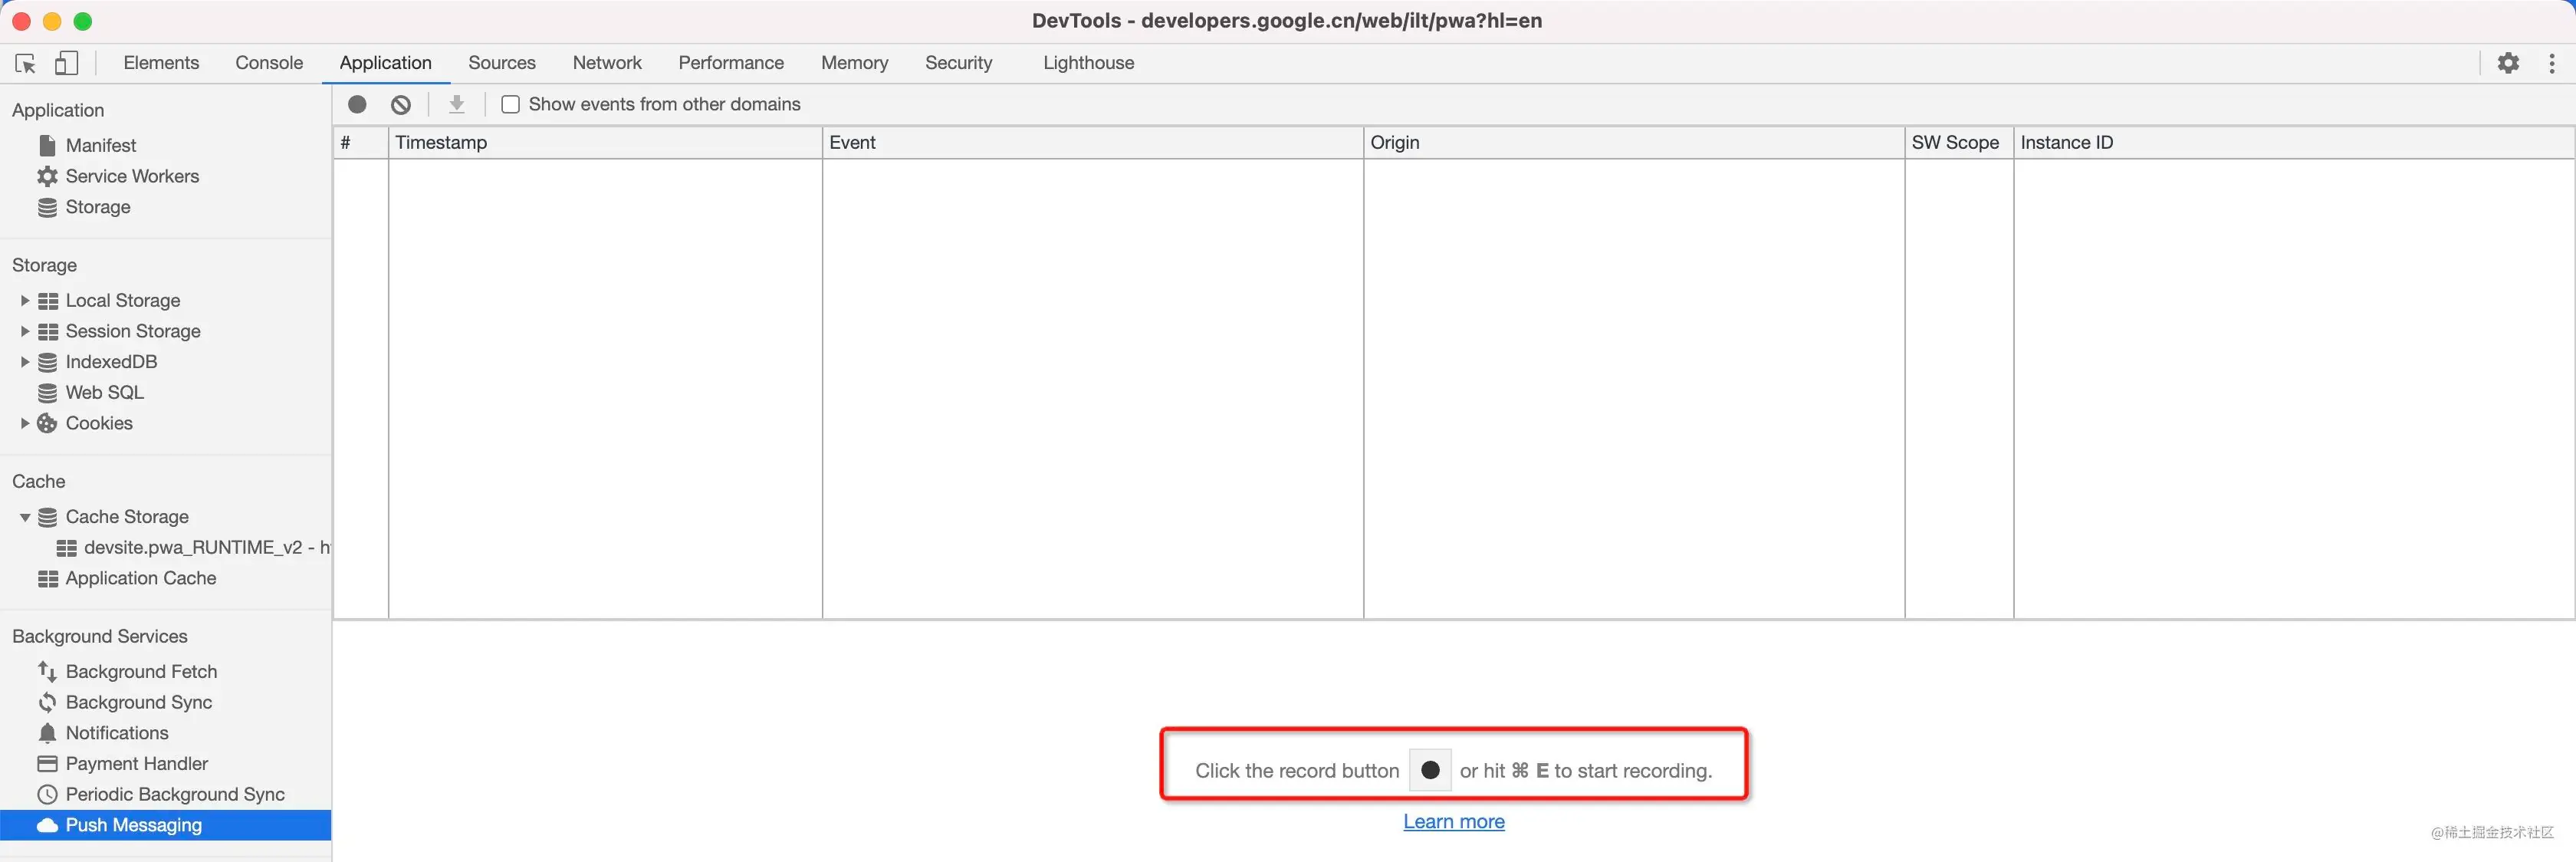 DevTools - developers.google.cn/web/ilt/pwa?hl=en
Elements Console Application Sources Network Performance Memory Security Lighthouse
Show events from other domains
# Timestamp Event Origin SW Scope Instance ID
Application
Manifest
Service Workers
Storage
Storage
Local Storage
Session Storage
IndexedDB
Web SQL
Cookies
Cache
Cache Storage
devsite.pwa_RUNTIME_v2 - h
Application Cache
Background Services
Background Fetch
Background Sync
Notifications
Payment Handler
Periodic Background Sync
Push Messaging
Click the record button or hit ⌘ E to start recording.
Learn more
@稀土掘金技术社区